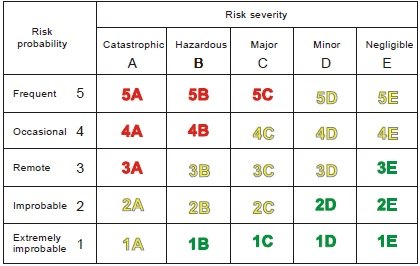 Risk severity
Risk
probability
Catastrophic Hazardous Major Minor Negligible
A B C D E
Frequent 5 5A 5B 5C 5D 5E
Occasional 4 4A 4B 4C 4D 4E
Remote 3 3A 3B 3C 3D 3E
Improbable 2 2A 2B 2C 2D 2E
Extremely
improbable 1 1A 1B 1C 1D 1E